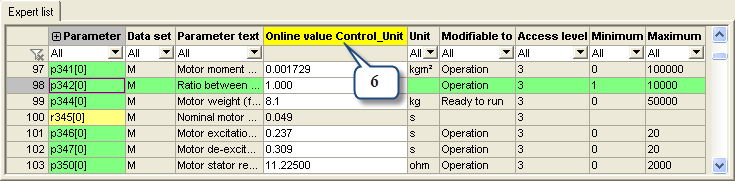 Expert list
Parameter Data set Parameter text Online value Control_Unit Unit Modifiable to Access level Minimum Maximum
All All All All All All All All All
97 p341[0] M Motor moment ... 0.001729 kgm² Operation 3 0 100000
98 p342[0] M Ratio between ... 1.000 Operation 3 1 10000
99 p344[0] M Motor weight (f... 8.1 kg Ready to run 3 0 50000
100 r345[0] M Nominal motor ... 0.049 s 3
101 p346[0] M Motor excitatio... 0.237 s Operation 3 0 20
102 p347[0] M Motor de-excit... 0.309 s Operation 3 0 20
103 p350[0] M Motor stator re... 11.22500 ohm Operation 3 0 2000
6